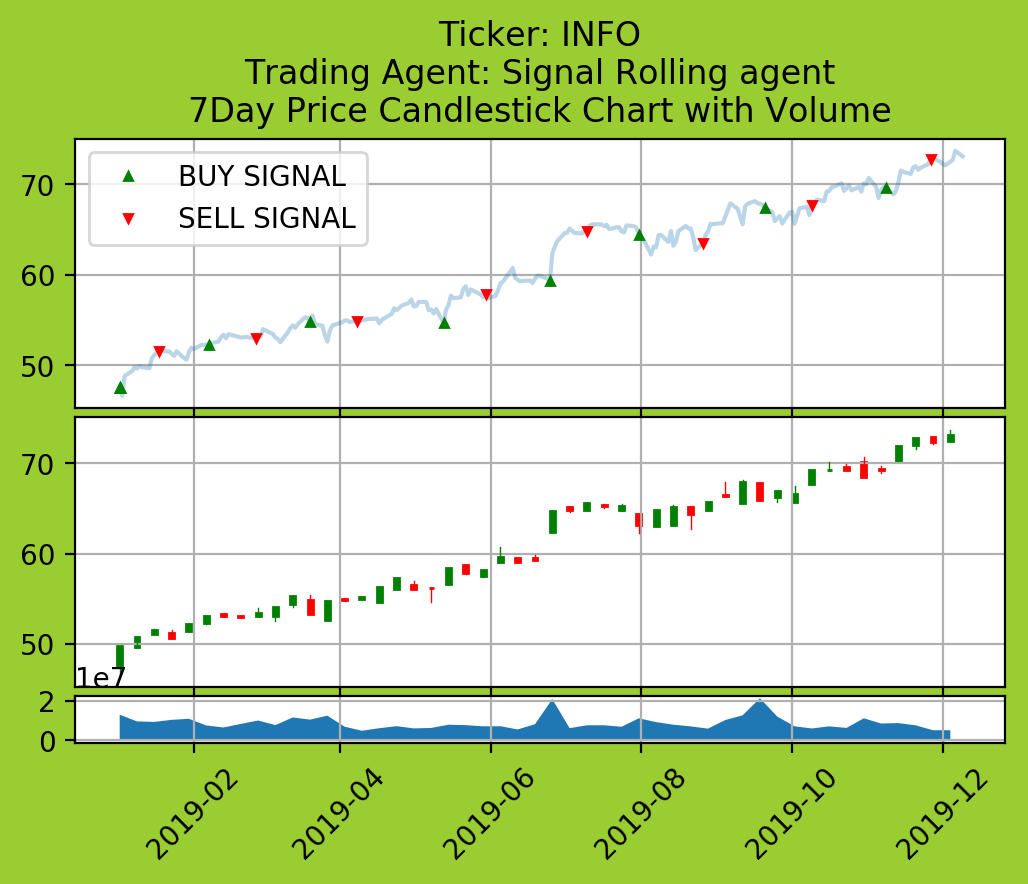 Ticker: INFO
Trading Agent: Signal Rolling agent
7Day Price Candlestick Chart with Volume
BUY SIGNAL
SELL SIGNAL
70
60
50
70
60
50
1e7
2
0
2019-02
2019-04
2019-06
2019-08
2019-10
2019-12